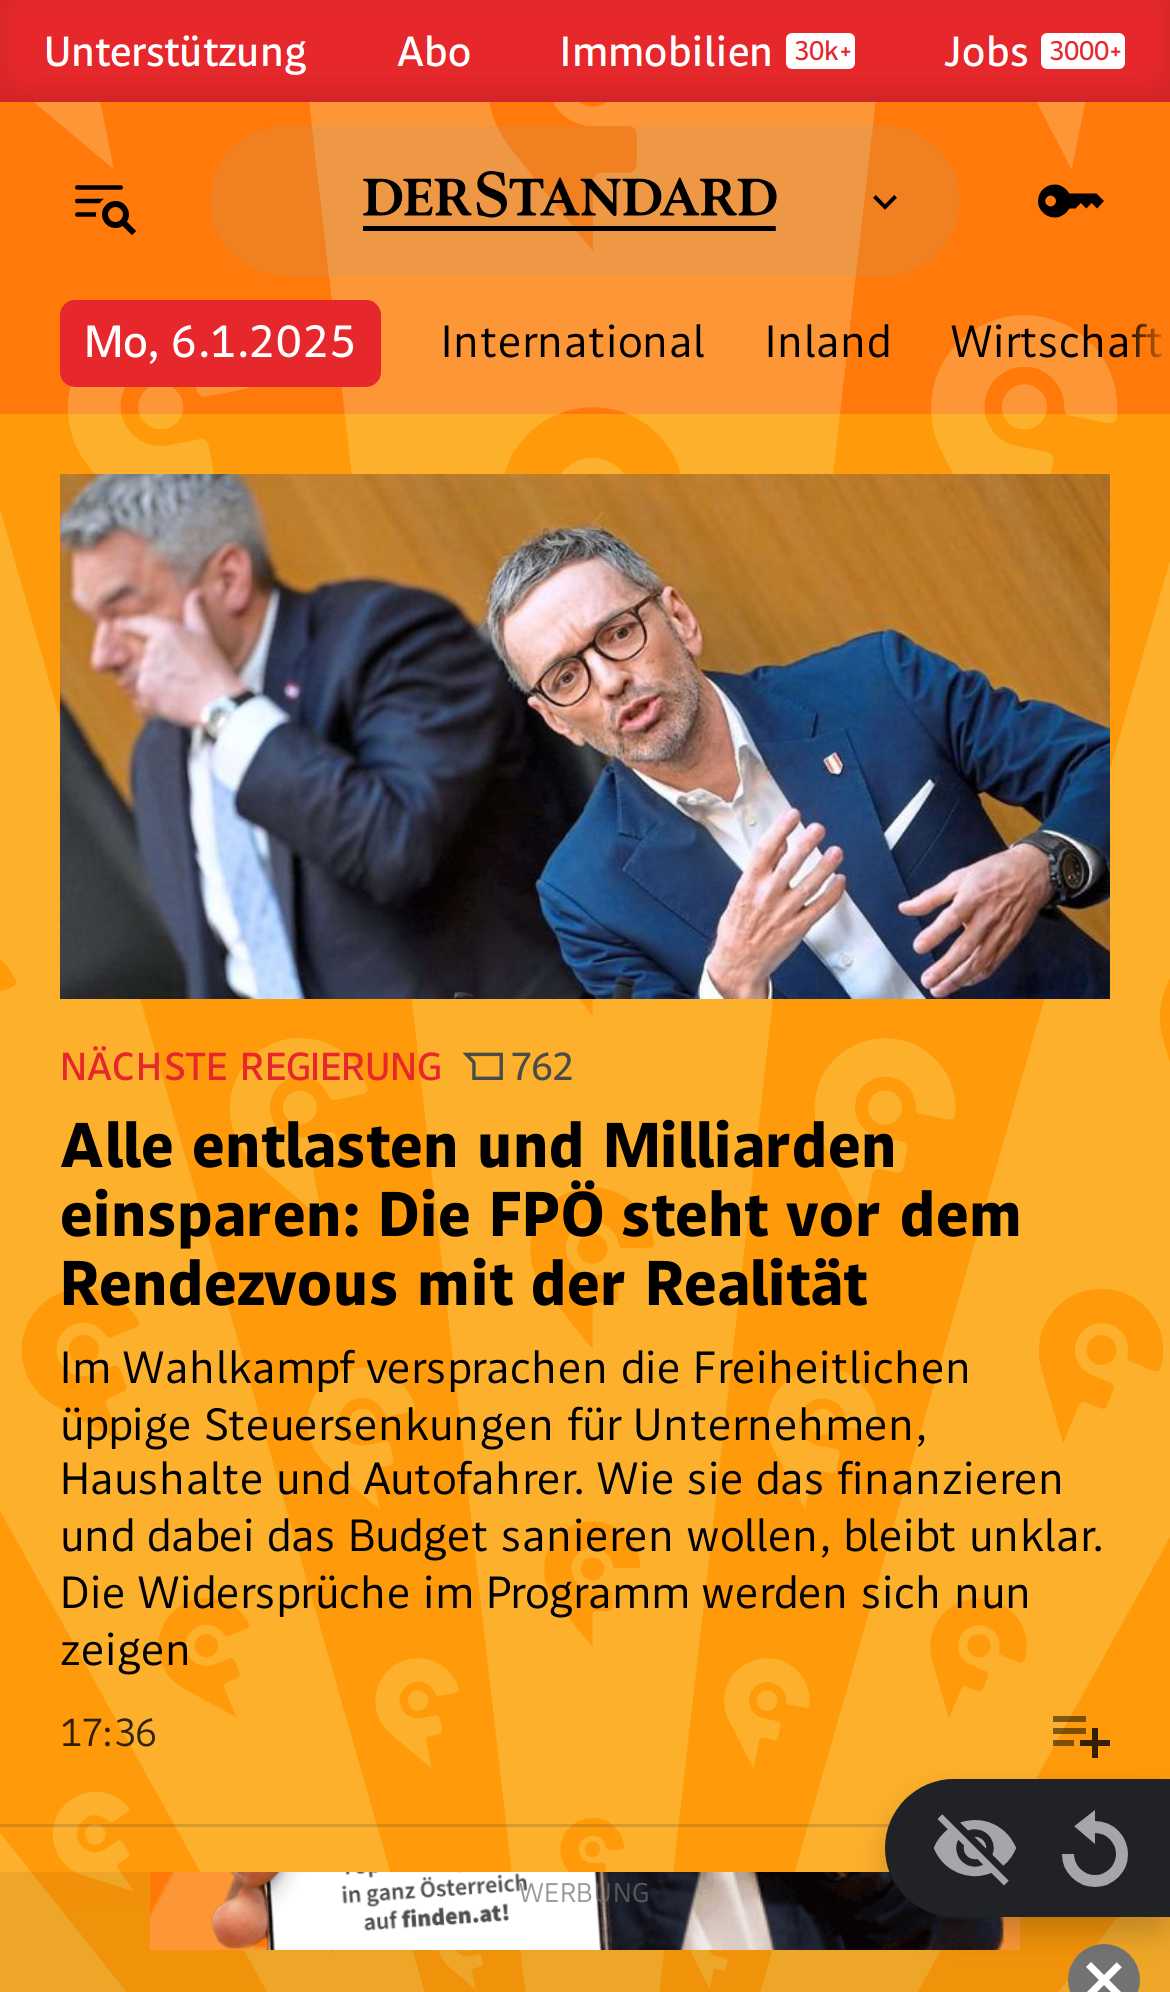 Unterstützung Abo Immobilien 30k+ Jobs 3000+
DERSTANDARD
Mo, 6.1.2025 International Inland Wirtschaft
NÄCHSTE REGIERUNG 762
Alle entlasten und Milliarden
einsparen: Die FPÖ steht vor dem
Rendezvous mit der Realität
Im Wahlkampf versprachen die Freiheitlichen
üppige Steuersenkungen für Unternehmen,
Haushalte und Autofahrer. Wie sie das finanzieren
und dabei das Budget sanieren wollen, bleibt unklar.
Die Widersprüche im Programm werden sich nun
zeigen
17:36
in ganz Österreich
WERBUNG
auf finden.at!